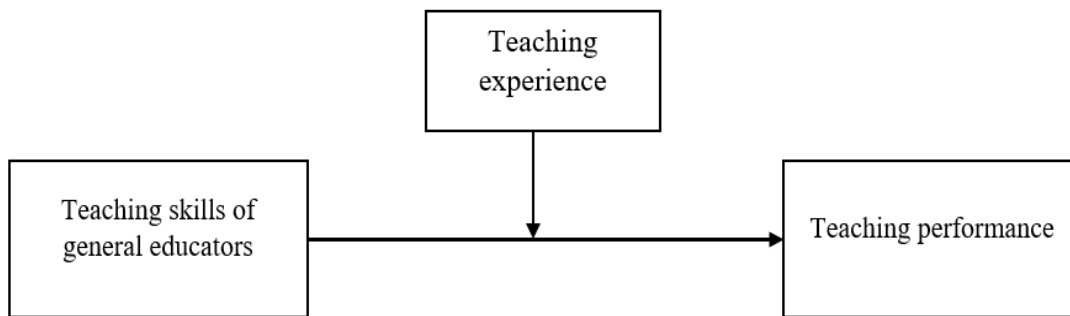 Teaching
experience
Teaching skills of
general educators
Teaching performance